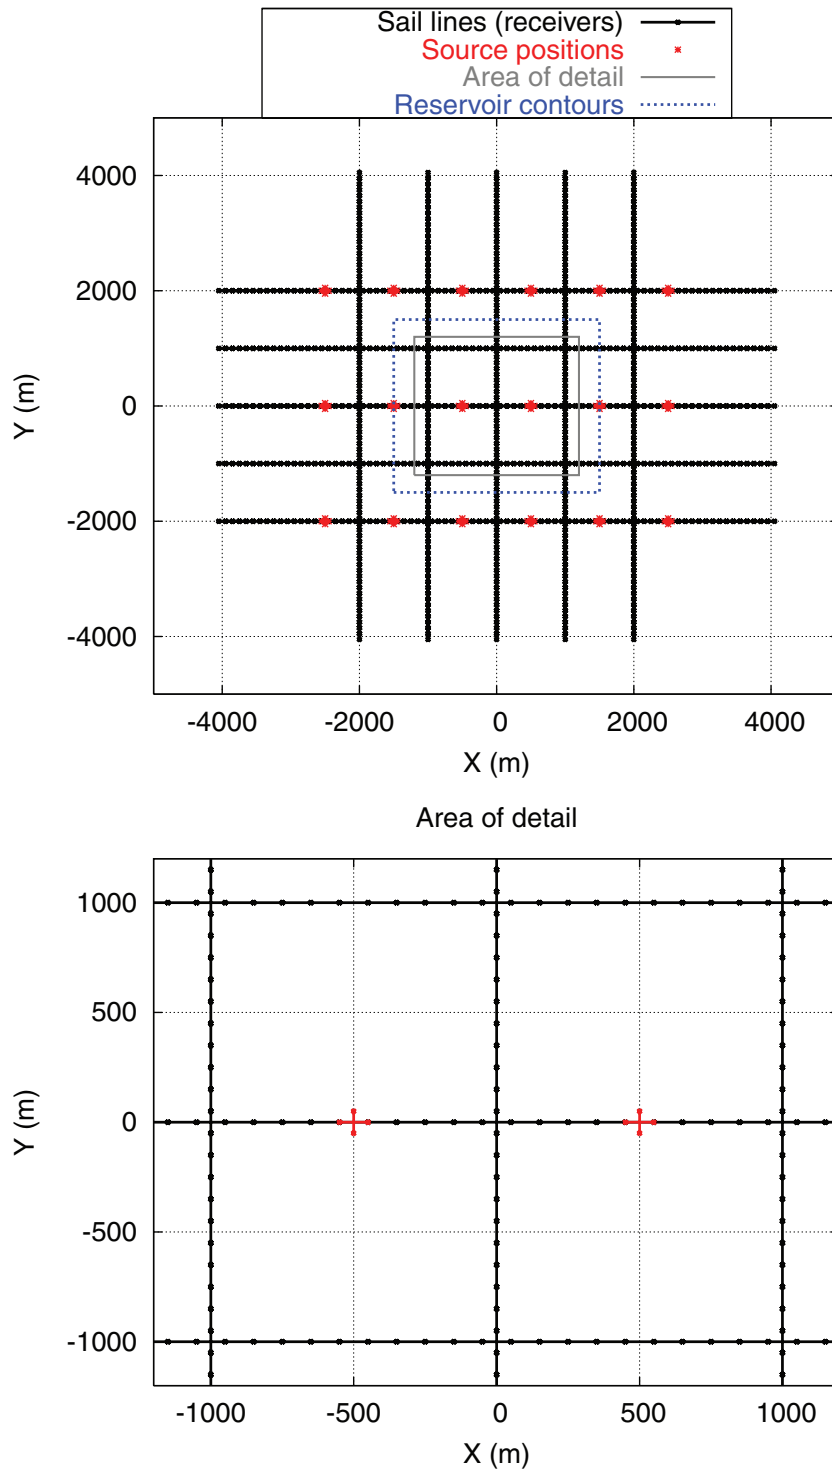 Sail lines (receivers)
Source positions
Area of detail
Reservoir contours
4000
2000
0
-2000
-4000
Y (m)
-4000 -2000 0 2000 4000
X (m)
Area of detail
1000
500
0
-500
-1000
Y (m)
-1000 -500 0 500 1000
X (m)